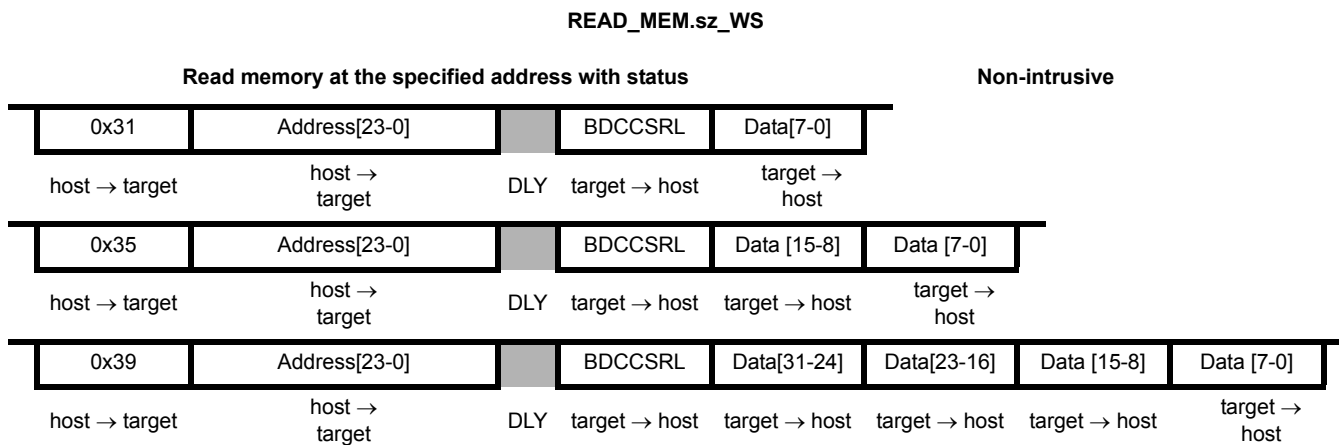 READ_MEM.sz_WS
Read memory at the specified address with status Non-intrusive
0x31 Address[23-0] BDCCSRL Data[7-0]
host → target host → target DLY target → host target → host
0x35 Address[23-0] BDCCSRL Data [15-8] Data [7-0]
host → target host → target DLY target → host target → host target → host
0x39 Address[23-0] BDCCSRL Data[31-24] Data[23-16] Data [15-8] Data [7-0]
host → target host → target DLY target → host target → host target → host target → host target → host